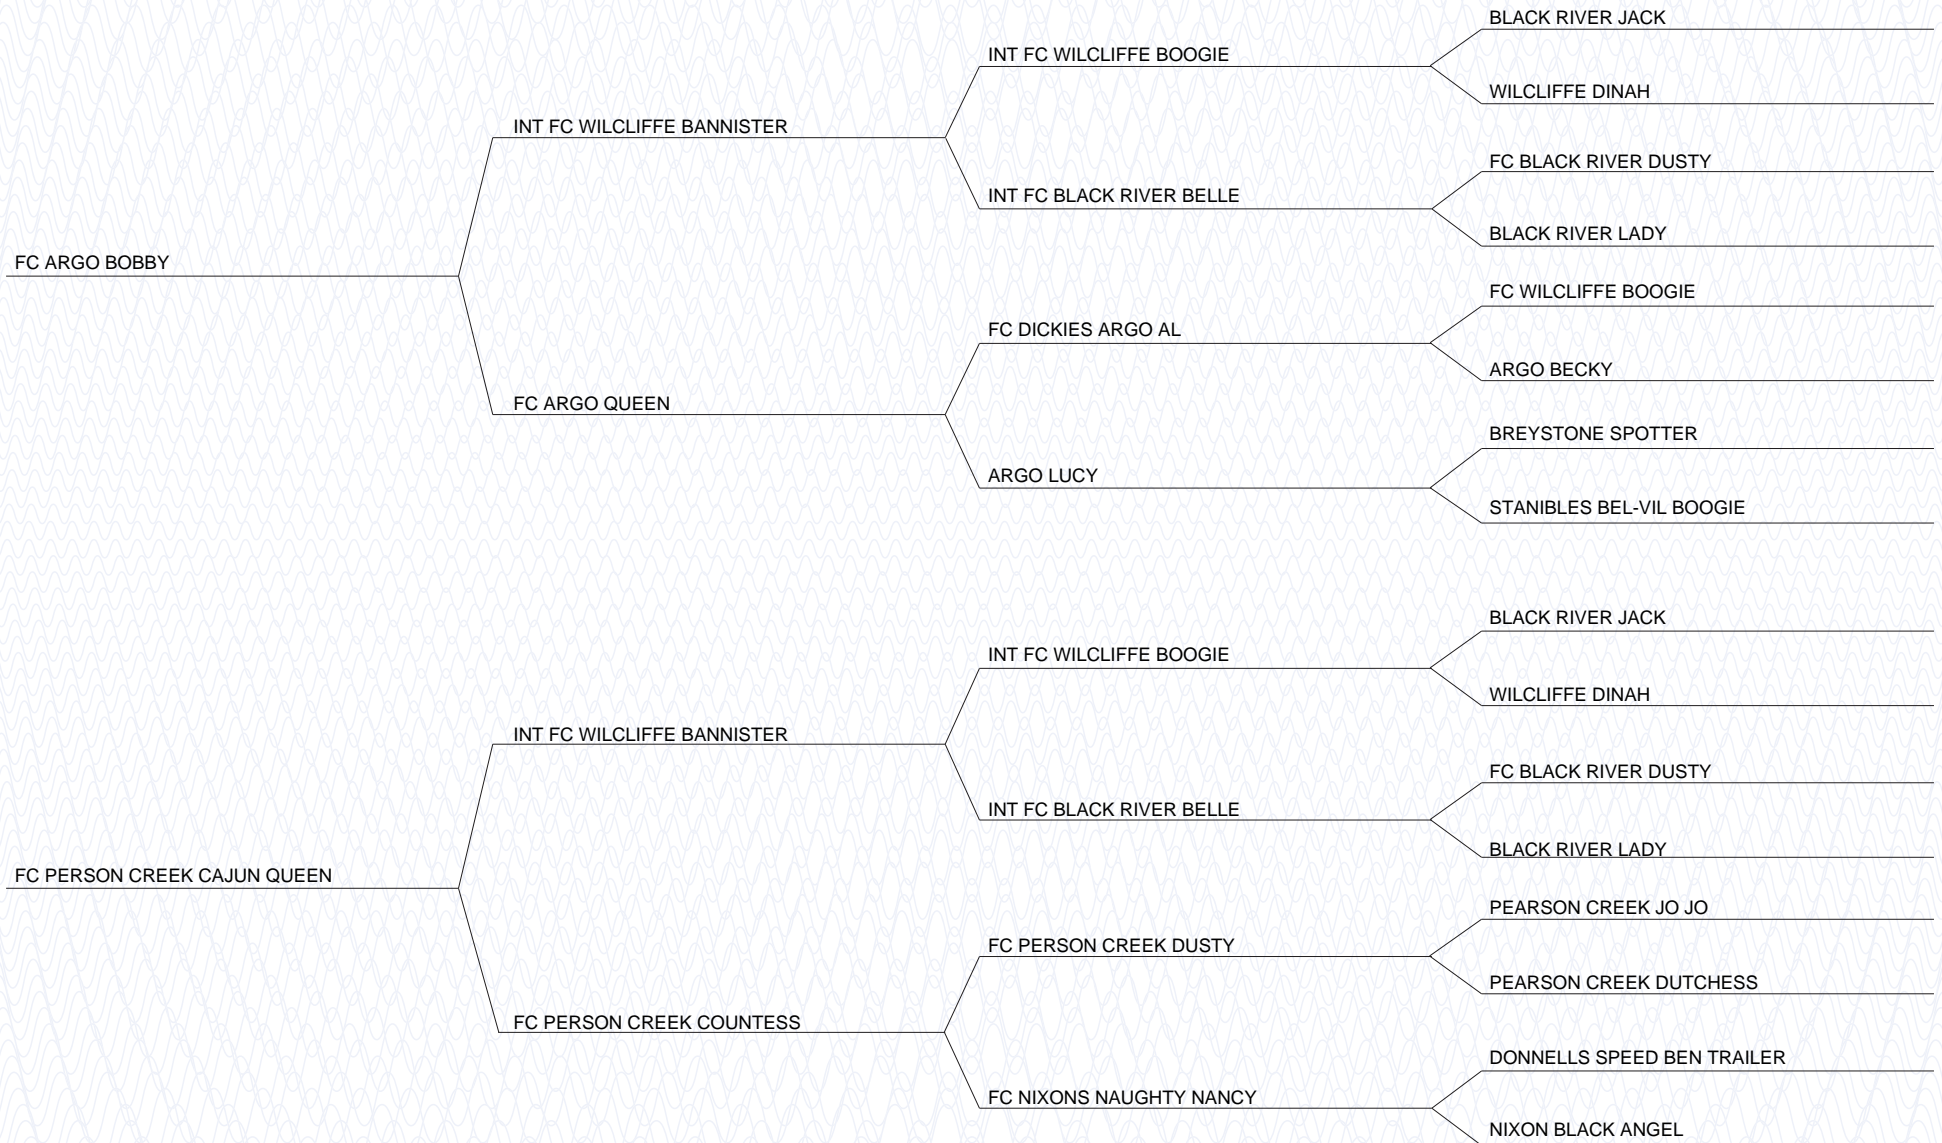 BLACK RIVER JACK
INT FC WILCLIFFE BOOGIE
WILCLIFFE DINAH
INT FC WILCLIFFE BANNISTER
FC BLACK RIVER DUSTY
INT FC BLACK RIVER BELLE
BLACK RIVER LADY
FC ARGO BOBBY
FC WILCLIFFE BOOGIE
FC DICKIES ARGO AL
ARGO BECKY
FC ARGO QUEEN
BREYSTONE SPOTTER
ARGO LUCY
STANIBLES BEL-VIL BOOGIE
BLACK RIVER JACK
INT FC WILCLIFFE BOOGIE
WILCLIFFE DINAH
INT FC WILCLIFFE BANNISTER
FC BLACK RIVER DUSTY
INT FC BLACK RIVER BELLE
BLACK RIVER LADY
FC PERSON CREEK CAJUN QUEEN
PEARSON CREEK JO JO
FC PERSON CREEK DUSTY
PEARSON CREEK DUTCHESS
FC PERSON CREEK COUNTESS
DONNELLS SPEED BEN TRAILER
FC NIXONS NAUGHTY NANCY
NIXON BLACK ANGEL